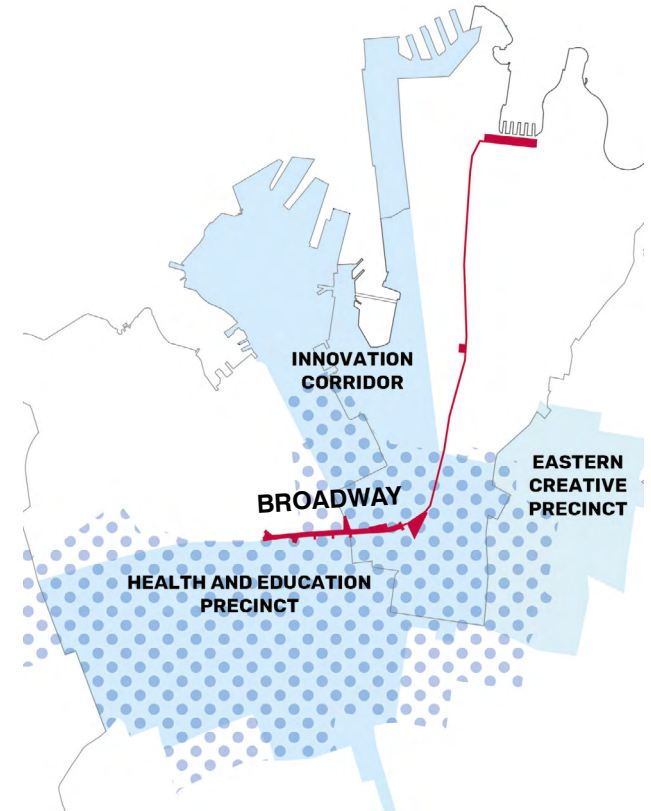 INNOVATION
CORRIDOR
EASTERN
CREATIVE
PRECINCT
BROADWAY
HEALTH AND EDUCATION
PRECINCT